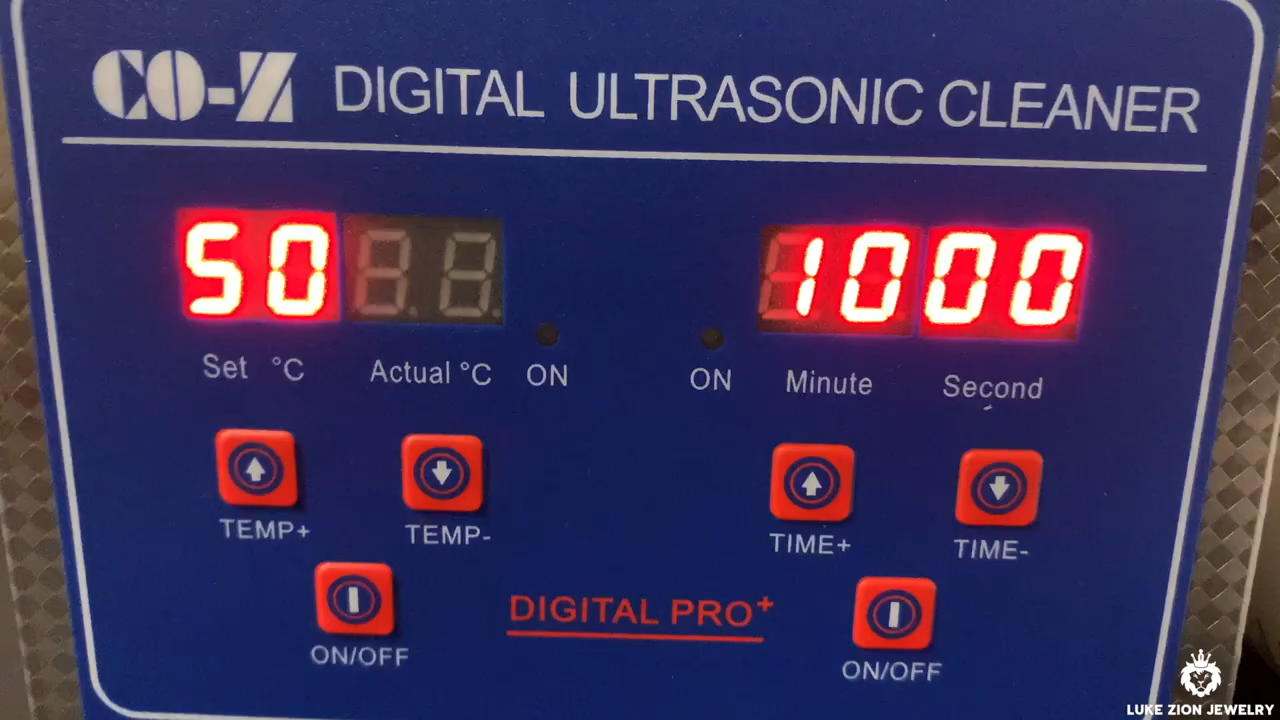 CO-Z DIGITAL ULTRASONIC CLEANER
50 1000
Set °C Actual °C ON ON Minute Second
TEMP+ TEMP- TIME+ TIME-
DIGITAL PRO+
ON/OFF ON/OFF
LUKE ZION JEWELRY